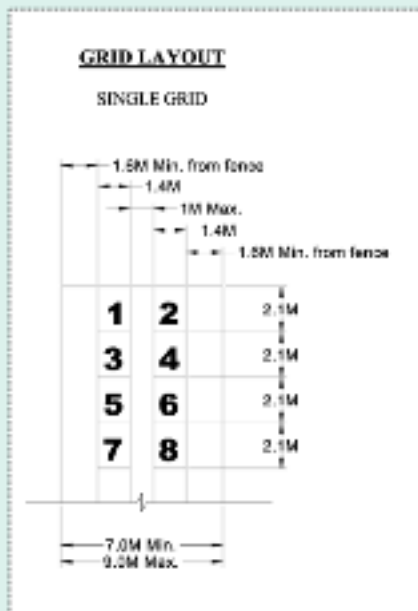 GRID LAYOUT
SINGLE GRID
1.6M Min. from fence
1.4M
1M Max.
1.4M
1.6M Min. from fence
1 2 2.1M
3 4 2.1M
5 6 2.1M
7 8 2.1M
7.0M Min.
9.0M Max.